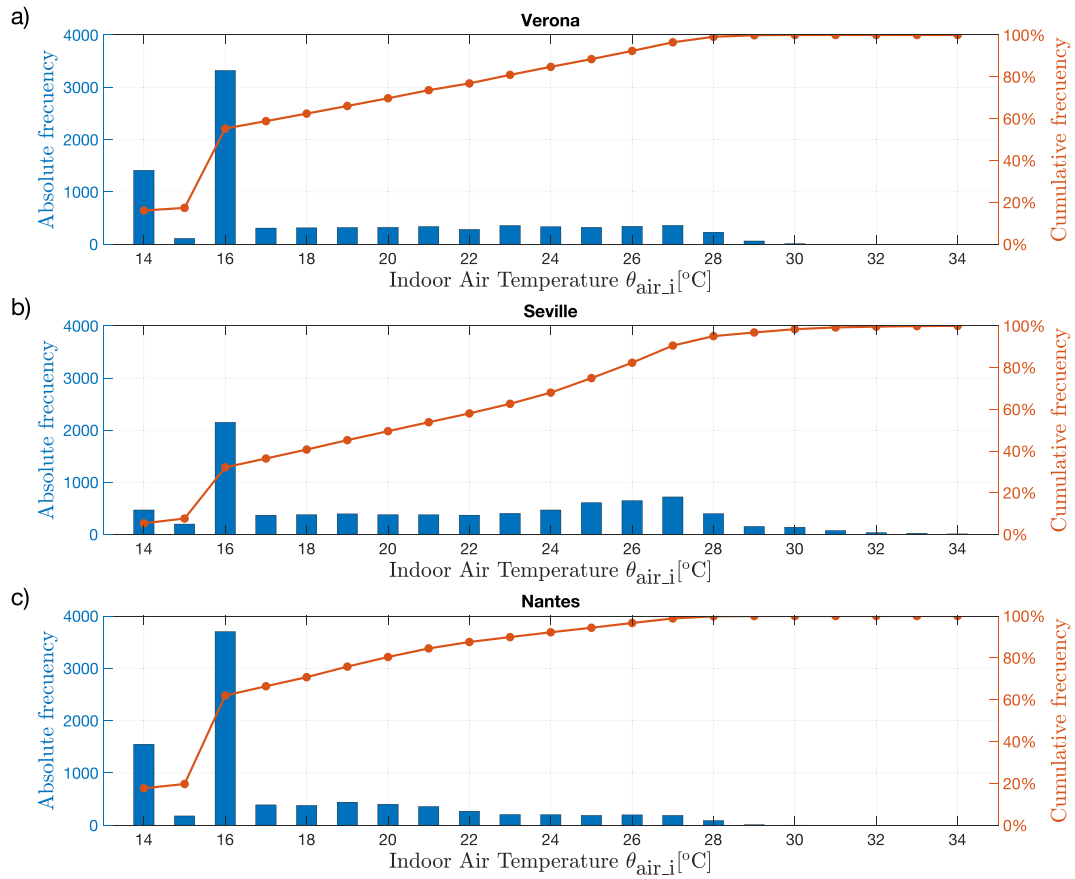 a)
Verona
Absolute frecuency
4000
3000
2000
1000
0
100%
80%
60%
40%
20%
0%
Cumulative frecuency
14 16 18 20 22 24 26 28 30 32 34
Indoor Air Temperature θair_i[ºC]
b)
Seville
Absolute frecuency
4000
3000
2000
1000
0
100%
80%
60%
40%
20%
0%
Cumulative frecuency
14 16 18 20 22 24 26 28 30 32 34
Indoor Air Temperature θair_i[ºC]
c)
Nantes
Absolute frecuency
4000
3000
2000
1000
0
100%
80%
60%
40%
20%
0%
Cumulative frecuency
14 16 18 20 22 24 26 28 30 32 34
Indoor Air Temperature θair_i[ºC]